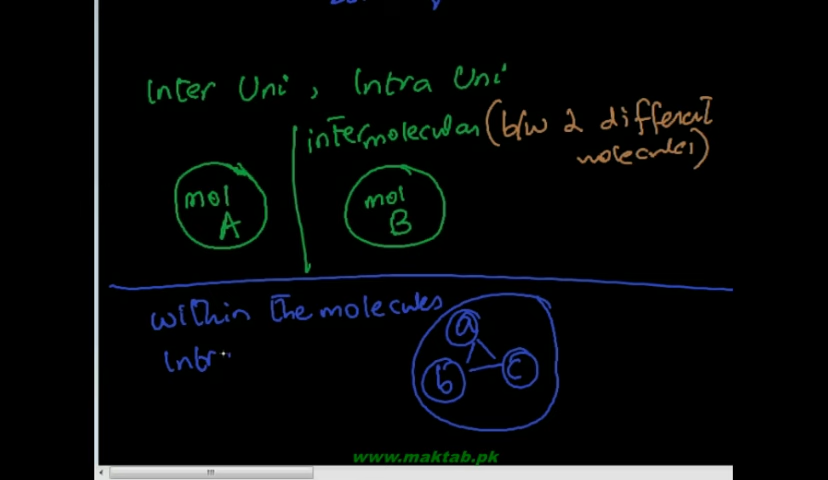 Inter Uni, Intra Uni
intermolecular (b/w 2 different
molecules)
mol
A
mol
B
within the molecules
Intr
a
b
c
www.maktab.pk